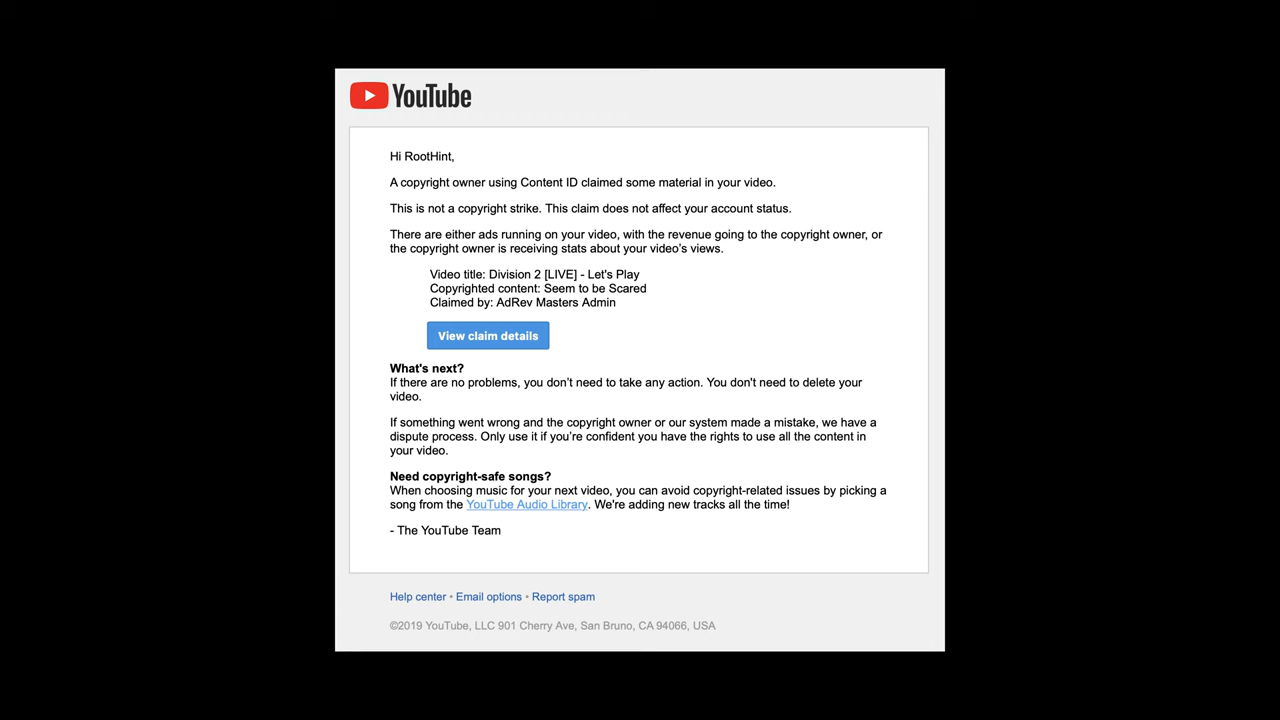 YouTube
Hi RootHint,
A copyright owner using Content ID claimed some material in your video.
This is not a copyright strike. This claim does not affect your account status.
There are either ads running on your video, with the revenue going to the copyright owner, or
the copyright owner is receiving stats about your video’s views.
Video title: Division 2 [LIVE] - Let's Play
Copyrighted content: Seem to be Scared
Claimed by: AdRev Masters Admin
View claim details
What's next?
If there are no problems, you don’t need to take any action. You don't need to delete your
video.
If something went wrong and the copyright owner or our system made a mistake, we have a
dispute process. Only use it if you’re confident you have the rights to use all the content in
your video.
Need copyright-safe songs?
When choosing music for your next video, you can avoid copyright-related issues by picking a
song from the YouTube Audio Library. We're adding new tracks all the time!
- The YouTube Team
Help center • Email options • Report spam
©2019 YouTube, LLC 901 Cherry Ave, San Bruno, CA 94066, USA